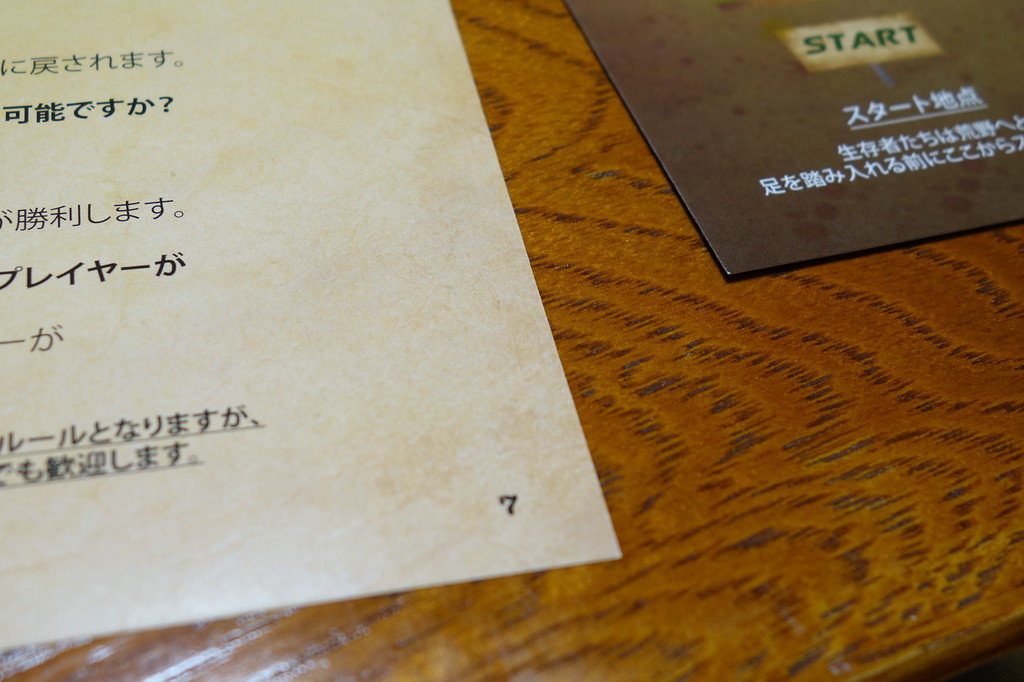 に戻されます。
可能ですか?
が勝利します。
プレイヤーが
ーが
ルールとなりますが、
でも歓迎します。
7
START
スタート地点
生存者たちは荒野へと
足を踏み入れる前にここからス